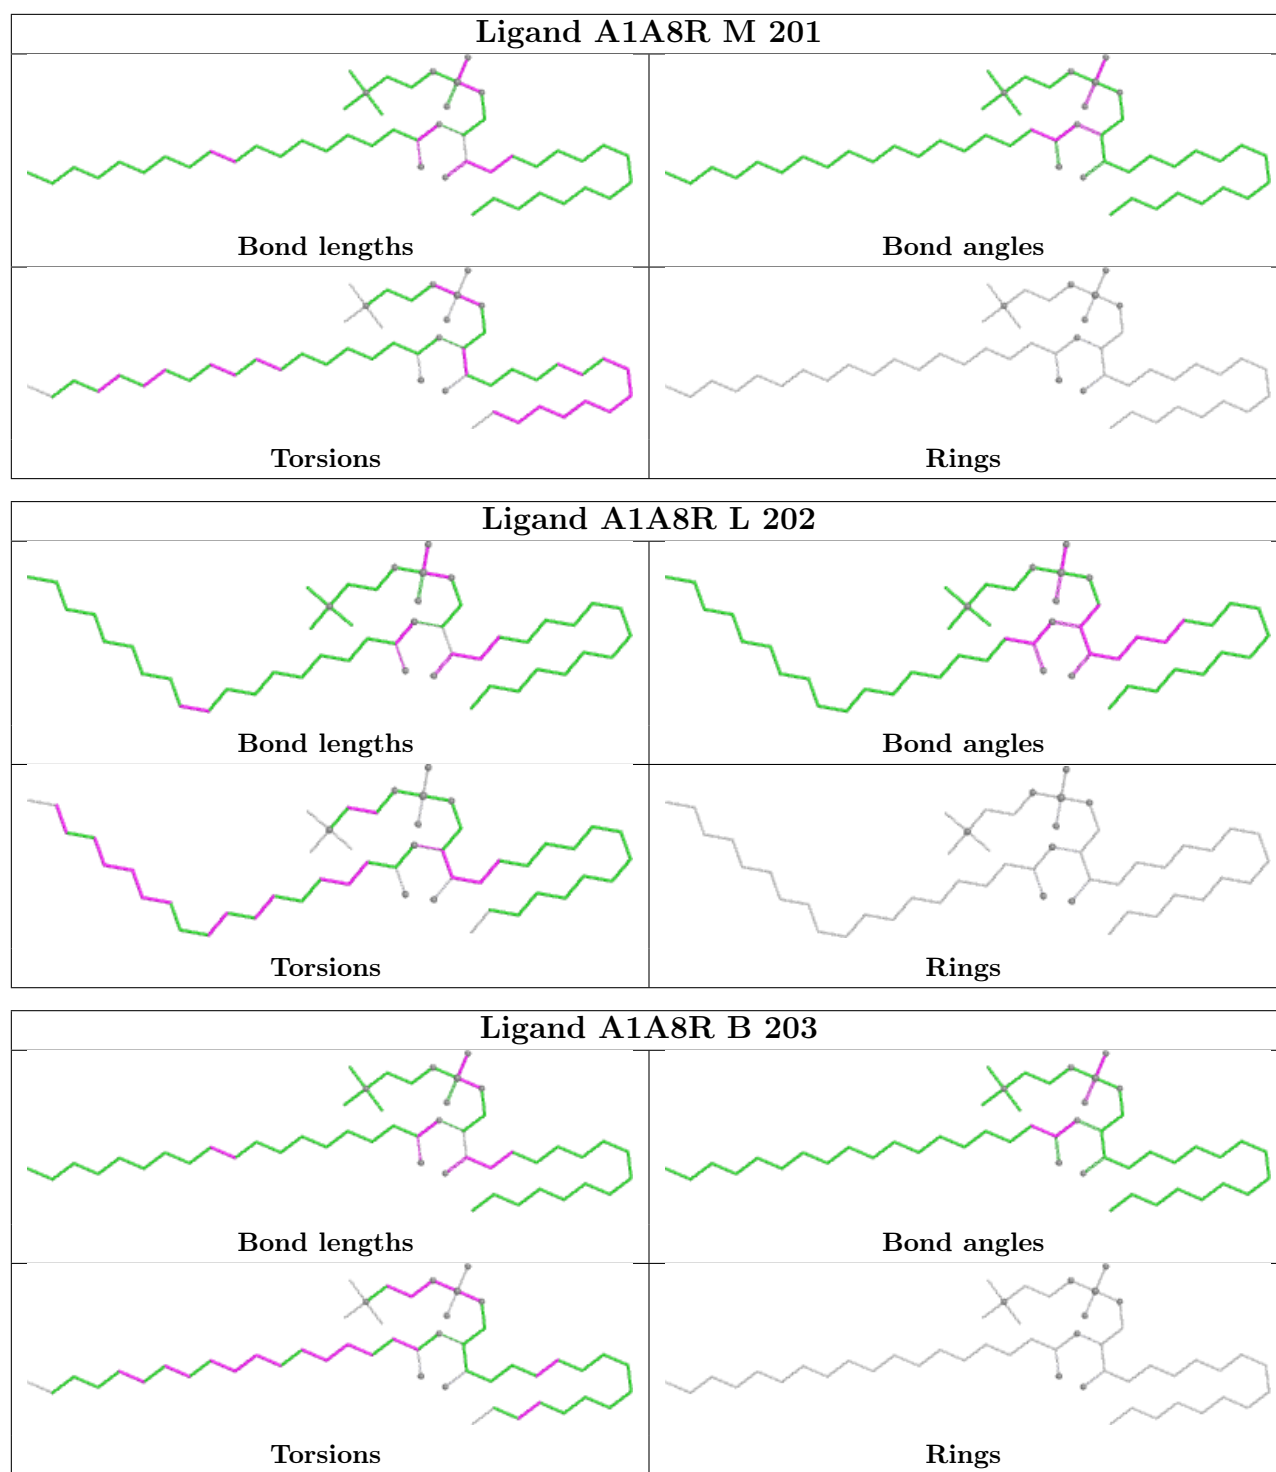 Ligand A1A8R M 201
Bond lengths Bond angles
Torsions Rings
Ligand A1A8R L 202
Bond lengths Bond angles
Torsions Rings
Ligand A1A8R B 203
Bond lengths Bond angles
Torsions Rings